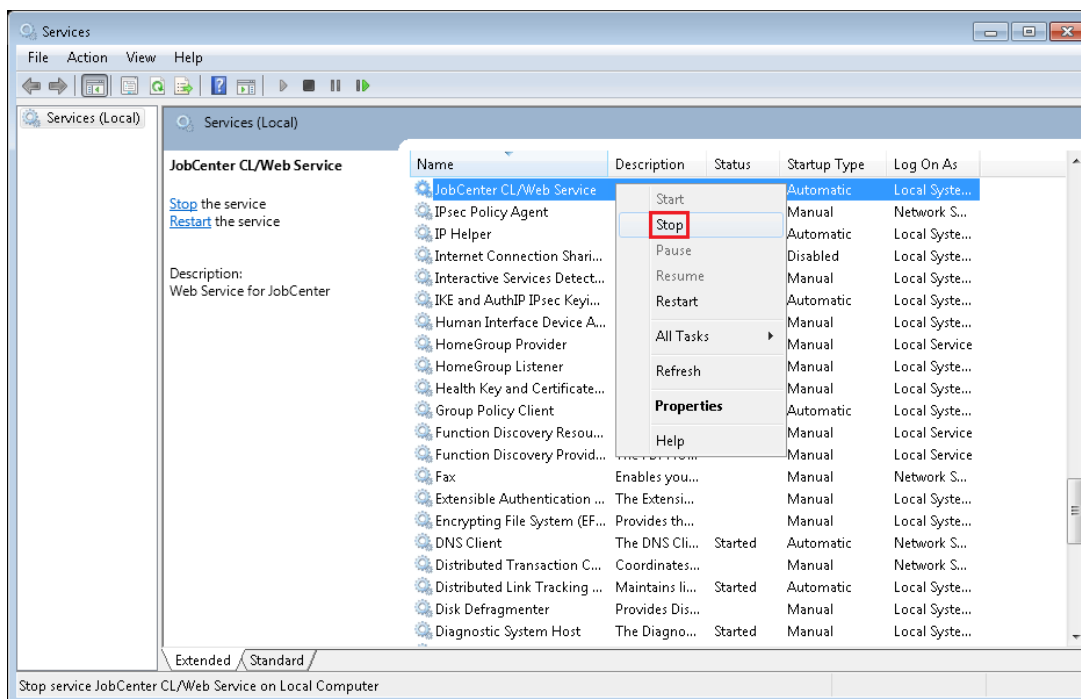 Services
File Action View Help
Services (Local)
Services (Local)
JobCenter CL/Web Service
Stop the service
Restart the service
Description:
Web Service for JobCenter
Name Description Status Startup Type Log On As
JobCenter CL/Web Service Automatic Local Syste...
IPsec Policy Agent Manual Network S...
IP Helper Automatic Local Syste...
Internet Connection Shari... Disabled Local Syste...
Interactive Services Detect... Manual Local Syste...
IKE and AuthIP IPsec Keyi... Automatic Local Syste...
Human Interface Device A... Manual Local Syste...
HomeGroup Provider Manual Local Service
HomeGroup Listener Manual Local Syste...
Health Key and Certificate... Manual Local Syste...
Group Policy Client Automatic Local Syste...
Function Discovery Resou... Manual Local Service
Function Discovery Provid... Manual Local Service
Fax Enables you... Manual Network S...
Extensible Authentication ... The Extensi... Manual Local Syste...
Encrypting File System (EF... Provides th... Manual Local Syste...
DNS Client The DNS Cli... Started Automatic Network S...
Distributed Transaction C... Coordinates... Manual Network S...
Distributed Link Tracking ... Maintains li... Started Automatic Local Syste...
Disk Defragmenter Provides Dis... Manual Local Syste...
Diagnostic System Host The Diagno... Started Manual Local Syste...
Start
Stop
Pause
Resume
Restart
All Tasks
Refresh
Properties
Help
Extended Standard
Stop service JobCenter CL/Web Service on Local Computer